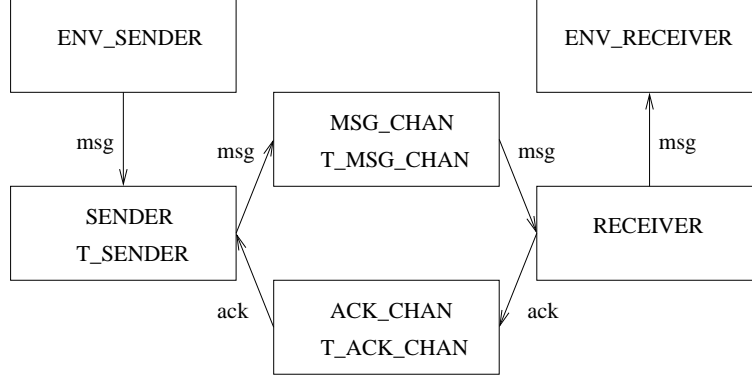 ENV_SENDER
ENV_RECEIVER
msg
msg
MSG_CHAN
T_MSG_CHAN
msg
msg
SENDER
T_SENDER
RECEIVER
ack
ACK_CHAN
T_ACK_CHAN
ack